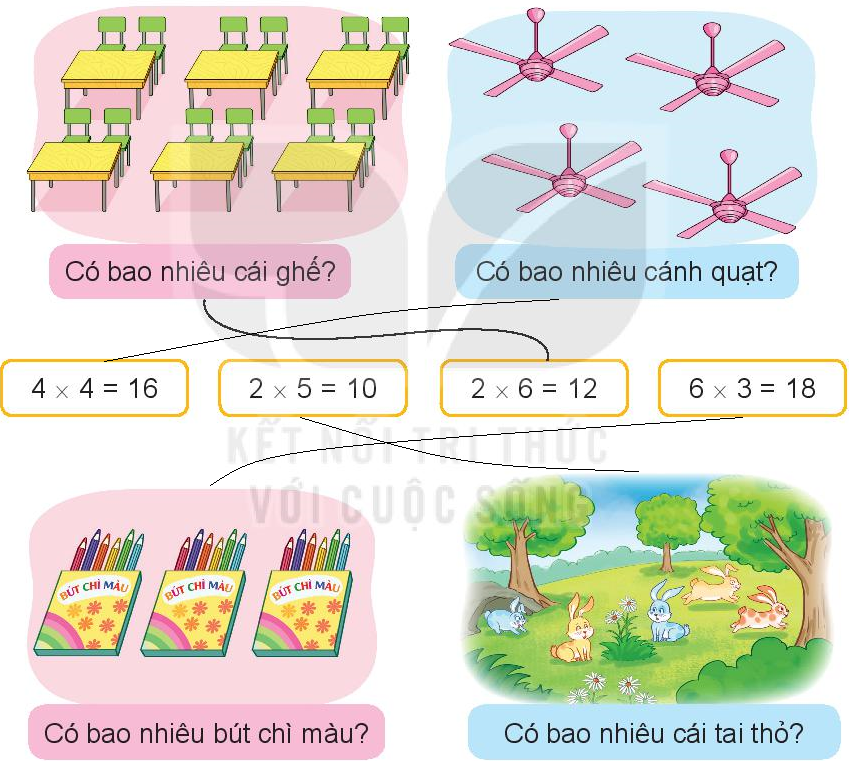 Có bao nhiêu cái ghế?
Có bao nhiêu cánh quạt?
4 × 4 = 16
2 × 5 = 10
2 × 6 = 12
6 × 3 = 18
KẾT NỐI TRI THỨC
VỚI CUỘC SỐNG
BÚT CHÌ MÀU
BÚT CHÌ MÀU
BÚT CHÌ MÀU
Có bao nhiêu bút chì màu?
Có bao nhiêu cái tai thỏ?